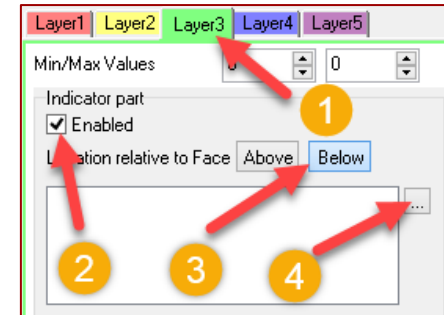 Layer1 Layer2 Layer3 Layer4 Layer5
Min/Max Values 0
1
Indicator part
Enabled
relative to Face Above Below
...
2 3 4